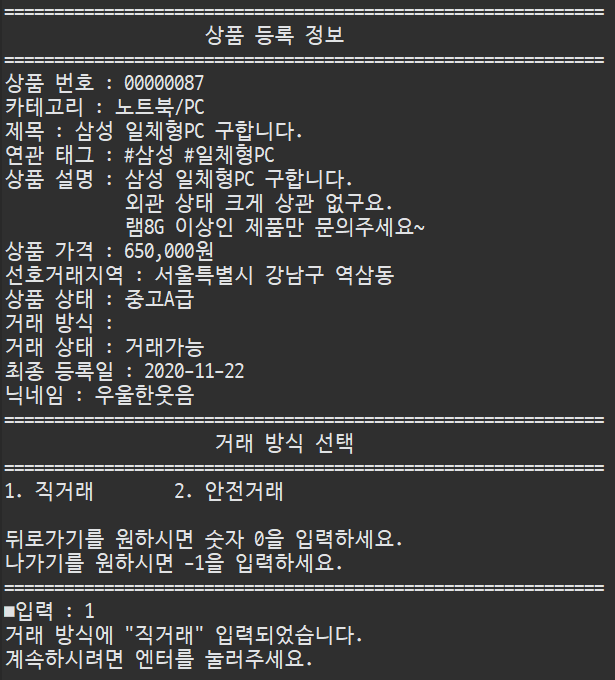 ============================================================
상품 등록 정보
============================================================
상품 번호 : 00000087
카테고리 : 노트북/PC
제목 : 삼성 일체형PC 구합니다.
연관 태그 : #삼성 #일체형PC
상품 설명 : 삼성 일체형PC 구합니다.
외관 상태 크게 상관 없구요.
램8G 이상인 제품만 문의주세요~
상품 가격 : 650,000원
선호거래지역 : 서울특별시 강남구 역삼동
상품 상태 : 중고A급
거래 방식 :
거래 상태 : 거래가능
최종 등록일 : 2020-11-22
닉네임 : 우울한웃음
============================================================
거래 방식 선택
============================================================
1. 직거래 2. 안전거래
뒤로가기를 원하시면 숫자 0을 입력하세요.
나가기를 원하시면 -1을 입력하세요.
============================================================
■입력 : 1
거래 방식에 "직거래" 입력되었습니다.
계속하시려면 엔터를 눌러주세요.